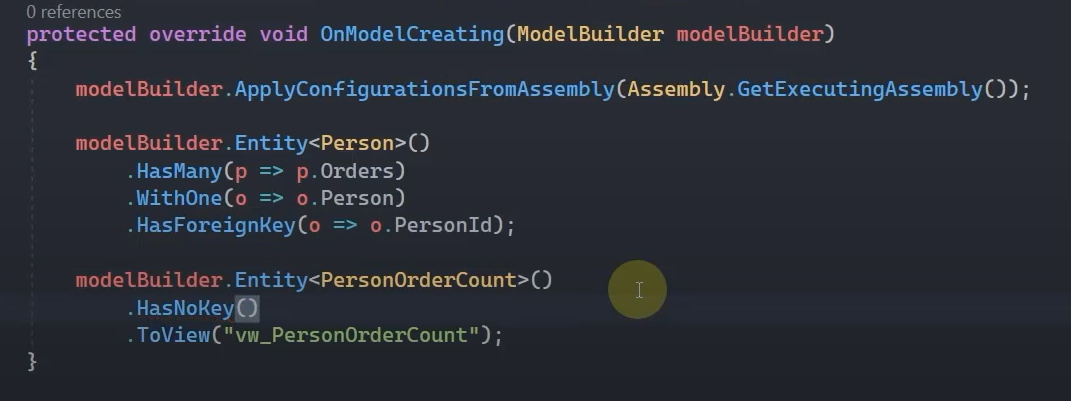 0 references
protected override void OnModelCreating(ModelBuilder modelBuilder)
{
modelBuilder.ApplyConfigurationsFromAssembly(Assembly.GetExecutingAssembly());
modelBuilder.Entity<Person>()
.HasMany(p => p.Orders)
.WithOne(o => o.Person)
.HasForeignKey(o => o.PersonId);
modelBuilder.Entity<PersonOrderCount>()
.HasNoKey()
.ToView("vw_PersonOrderCount");
}